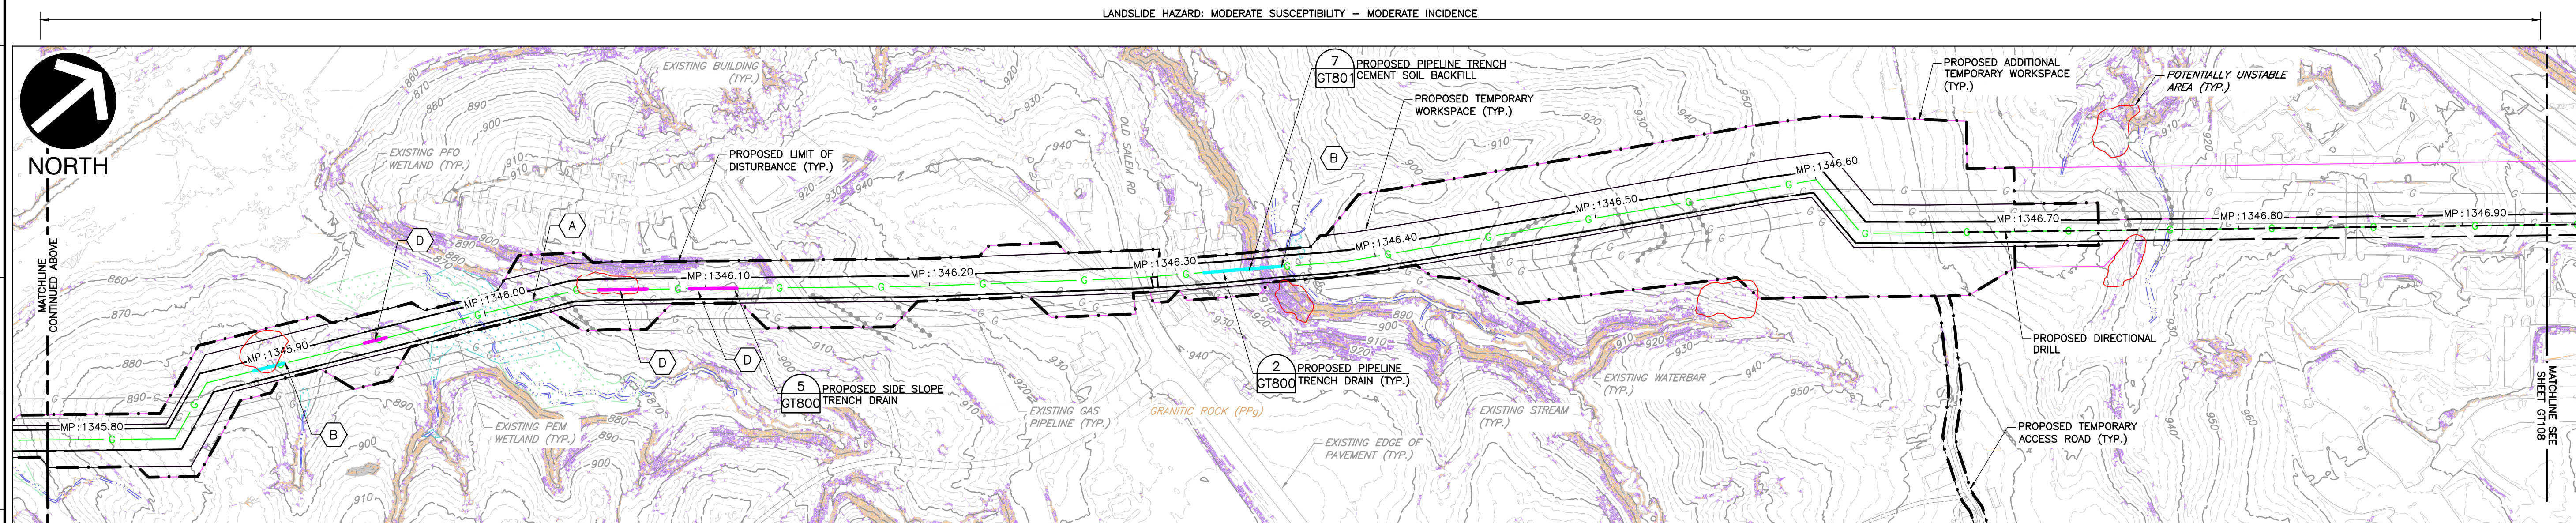 LANDSLIDE HAZARD: MODERATE SUSCEPTIBILITY – MODERATE INCIDENCE
NORTH
MATCHLINE
CONTINUED ABOVE
EXISTING BUILDING
(TYP.)
7
GT801
PROPOSED PIPELINE TRENCH
CEMENT SOIL BACKFILL
PROPOSED TEMPORARY
WORKSPACE (TYP.)
PROPOSED ADDITIONAL
TEMPORARY WORKSPACE
(TYP.)
POTENTIALLY UNSTABLE
AREA (TYP.)
EXISTING PFO
WETLAND (TYP.)
PROPOSED LIMIT OF
DISTURBANCE (TYP.)
OLD SALEM RD
A
B
D
MP:1345.80
MP:1345.90
MP:1346.00
MP:1346.10
MP:1346.20
MP:1346.30
MP:1346.40
MP:1346.50
MP:1346.60
MP:1346.70
MP:1346.80
MP:1346.90
B
D
D
5
GT800
PROPOSED SIDE SLOPE
TRENCH DRAIN
2
GT800
PROPOSED PIPELINE
TRENCH DRAIN (TYP.)
EXISTING PEM
WETLAND (TYP.)
EXISTING GAS
PIPELINE (TYP.)
GRANITIC ROCK (PPg)
EXISTING EDGE OF
PAVEMENT (TYP.)
EXISTING STREAM
(TYP.)
EXISTING WATERBAR
(TYP.)
PROPOSED DIRECTIONAL
DRILL
PROPOSED TEMPORARY
ACCESS ROAD (TYP.)
MATCHLINE SEE
SHEET GT108